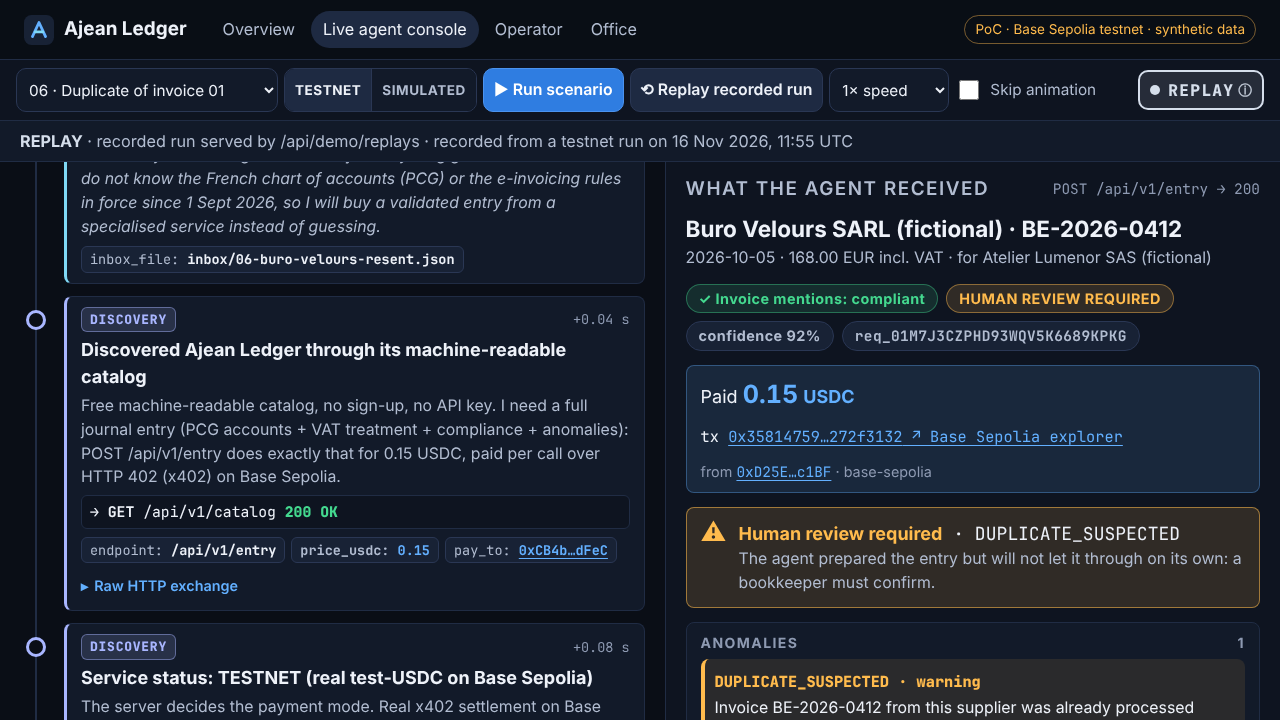 Ajean Ledger
Overview
Live agent console
Operator
Office
PoC · Base Sepolia testnet · synthetic data
06 · Duplicate of invoice 01
TESTNET
SIMULATED
▶ Run scenario
⟲ Replay recorded run
1× speed
Skip animation
REPLAY ⓘ
REPLAY · recorded run served by /api/demo/replays · recorded from a testnet run on 16 Nov 2026, 11:55 UTC
do not know the French chart of accounts (PCG) or the e-invoicing rules
in force since 1 Sept 2026, so I will buy a validated entry from a
specialised service instead of guessing.
inbox_file: inbox/06-buro-velours-resent.json
DISCOVERY
+0.04 s
Discovered Ajean Ledger through its machine-readable
catalog
Free machine-readable catalog, no sign-up, no API key. I need a full
journal entry (PCG accounts + VAT treatment + compliance + anomalies):
POST /api/v1/entry does exactly that for 0.15 USDC, paid per call over
HTTP 402 (x402) on Base Sepolia.
→ GET /api/v1/catalog 200 OK
endpoint: /api/v1/entry
price_usdc: 0.15
pay_to: 0xCB4b…dFeC
▸ Raw HTTP exchange
DISCOVERY
+0.08 s
Service status: TESTNET (real test-USDC on Base Sepolia)
The server decides the payment mode. Real x402 settlement on Base
WHAT THE AGENT RECEIVED
POST /api/v1/entry → 200
Buro Velours SARL (fictional) · BE-2026-0412
2026-10-05 · 168.00 EUR incl. VAT · for Atelier Lumenor SAS (fictional)
✓ Invoice mentions: compliant
HUMAN REVIEW REQUIRED
confidence 92%
req_01M7J3CZPHD93WQV5K6689KPKG
Paid 0.15 USDC
tx 0x35814759…272f3132 ↗ Base Sepolia explorer
from 0xD25E…c1BF · base-sepolia
Human review required · DUPLICATE_SUSPECTED
The agent prepared the entry but will not let it through on its own: a
bookkeeper must confirm.
ANOMALIES
1
DUPLICATE_SUSPECTED · warning
Invoice BE-2026-0412 from this supplier was already processed